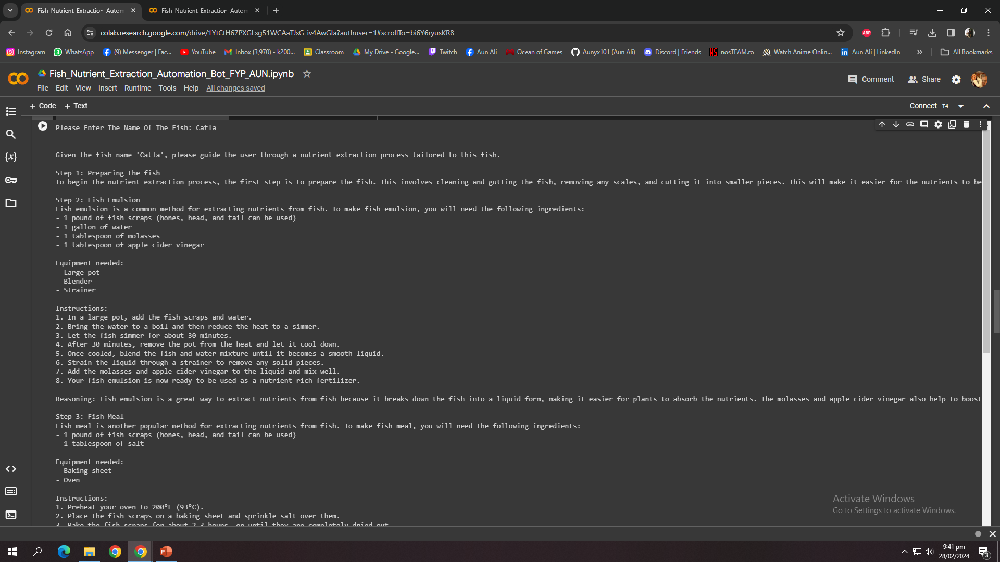 Fish_Nutrient_Extraction_Autom
Fish_Nutrient_Extraction_Autom
colab.research.google.com/drive/1YtCtH67PXGLsg51WCAaTJsG_iv4AwGla?authuser=1#scrollTo=bi6Y6ryusKR8
ABP
Instagram
WhatsApp
(9) Messenger | Fac...
YouTube
Inbox (3,970) - k200...
Classroom
My Drive - Google...
Twitch
Aun Ali
Ocean of Games
Aunyx101 (Aun Ali)
Discord | Friends
nosTEAM.ro
Watch Anime Onlin...
Aun Ali | LinkedIn
All Bookmarks
Fish_Nutrient_Extraction_Automation_Bot_FYP_AUN.ipynb
Comment
Share
File Edit View Insert Runtime Tools Help All changes saved
+ Code + Text
Connect T4
Please Enter The Name Of The Fish: Catla
Given the fish name 'Catla', please guide the user through a nutrient extraction process tailored to this fish.
Step 1: Preparing the fish
To begin the nutrient extraction process, the first step is to prepare the fish. This involves cleaning and gutting the fish, removing any scales, and cutting it into smaller pieces. This will make it easier for the nutrients to be
Step 2: Fish Emulsion
Fish emulsion is a common method for extracting nutrients from fish. To make fish emulsion, you will need the following ingredients:
- 1 pound of fish scraps (bones, head, and tail can be used)
- 1 gallon of water
- 1 tablespoon of molasses
- 1 tablespoon of apple cider vinegar
Equipment needed:
- Large pot
- Blender
- Strainer
Instructions:
1. In a large pot, add the fish scraps and water.
2. Bring the water to a boil and then reduce the heat to a simmer.
3. Let the fish simmer for about 30 minutes.
4. After 30 minutes, remove the pot from the heat and let it cool down.
5. Once cooled, blend the fish and water mixture until it becomes a smooth liquid.
6. Strain the liquid through a strainer to remove any solid pieces.
7. Add the molasses and apple cider vinegar to the liquid and mix well.
8. Your fish emulsion is now ready to be used as a nutrient-rich fertilizer.
Reasoning: Fish emulsion is a great way to extract nutrients from fish because it breaks down the fish into a liquid form, making it easier for plants to absorb the nutrients. The molasses and apple cider vinegar also help to boost
Step 3: Fish Meal
Fish meal is another popular method for extracting nutrients from fish. To make fish meal, you will need the following ingredients:
- 1 pound of fish scraps (bones, head, and tail can be used)
- 1 tablespoon of salt
Equipment needed:
- Baking sheet
- Oven
Instructions:
1. Preheat your oven to 200°F (93°C).
2. Place the fish scraps on a baking sheet and sprinkle salt over them.
3. Bake the fish scraps for about 2-3 hours, or until they are completely dried out
Activate Windows
Go to Settings to activate Windows.
9:41 pm
28/02/2024
3